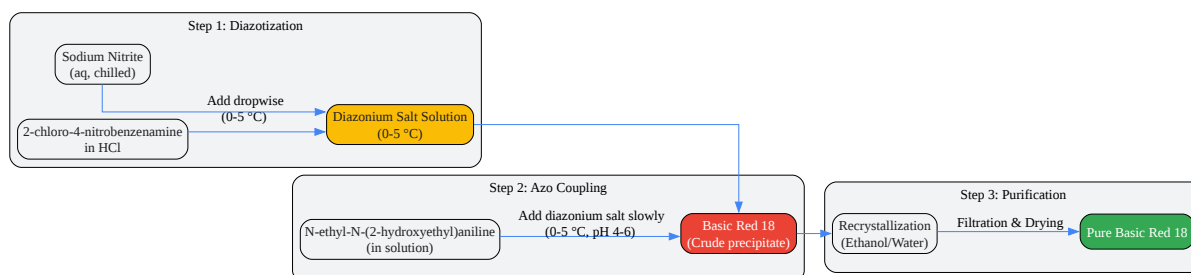 Step 1: Diazotization
Sodium Nitrite
(aq, chilled)
Add dropwise
(0-5 °C)
2-chloro-4-nitrobenzenamine
in HCl
Diazonium Salt Solution
(0-5 °C)
Step 2: Azo Coupling
N-ethyl-N-(2-hydroxyethyl)aniline
(in solution)
Add diazonium salt slowly
(0-5 °C, pH 4-6)
Basic Red 18
(Crude precipitate)
Step 3: Purification
Recrystallization
(Ethanol/Water)
Filtration & Drying
Pure Basic Red 18